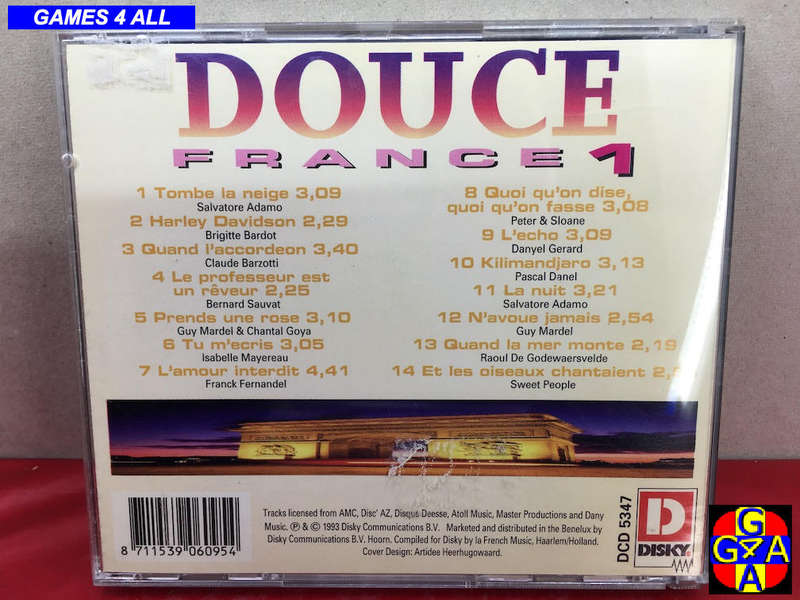 GAMES 4 ALL
DOUCE
FRANCE 1
1 Tombe la neige 3,09
Salvatore Adamo
2 Harley Davidson 2,29
Brigitte Bardot
3 Quand l'accordeon 3,40
Claude Barzotti
4 Le professeur est
un rêveur 2,25
Bernard Sauvat
5 Prends une rose 3,10
Guy Mardel & Chantal Goya
6 Tu m'ecris 3,05
Isabelle Mayereau
7 L'amour interdit 4,41
Franck Fernandel
8 Quoi qu'on dise,
quoi qu'on fasse 3,08
Peter & Sloane
9 L'echo 3,09
Danyel Gerard
10 Kilimandjaro 3,13
Pascal Danel
11 La nuit 3,21
Salvatore Adamo
12 N'avoue jamais 2,54
Guy Mardel
13 Quand la mer monte 2,19
Raoul De Godewaersvelde
14 Et les oiseaux chantaient
Sweet People
8 711539 060954
Tracks licensed from AMC, Disc' AZ, Disque Deesse, Atoll Music, Master Productions and Dany
Music. ℗ & © 1993 Disky Communications B.V. Marketed and distributed in the Benelux by
Disky Communications B.V. Hoorn. Compiled for Disky by la French Music, Haarlem/Holland.
Cover Design: Artidee Heerhugowaard.
DCD 5347
D
DISKY
G
G4A
A